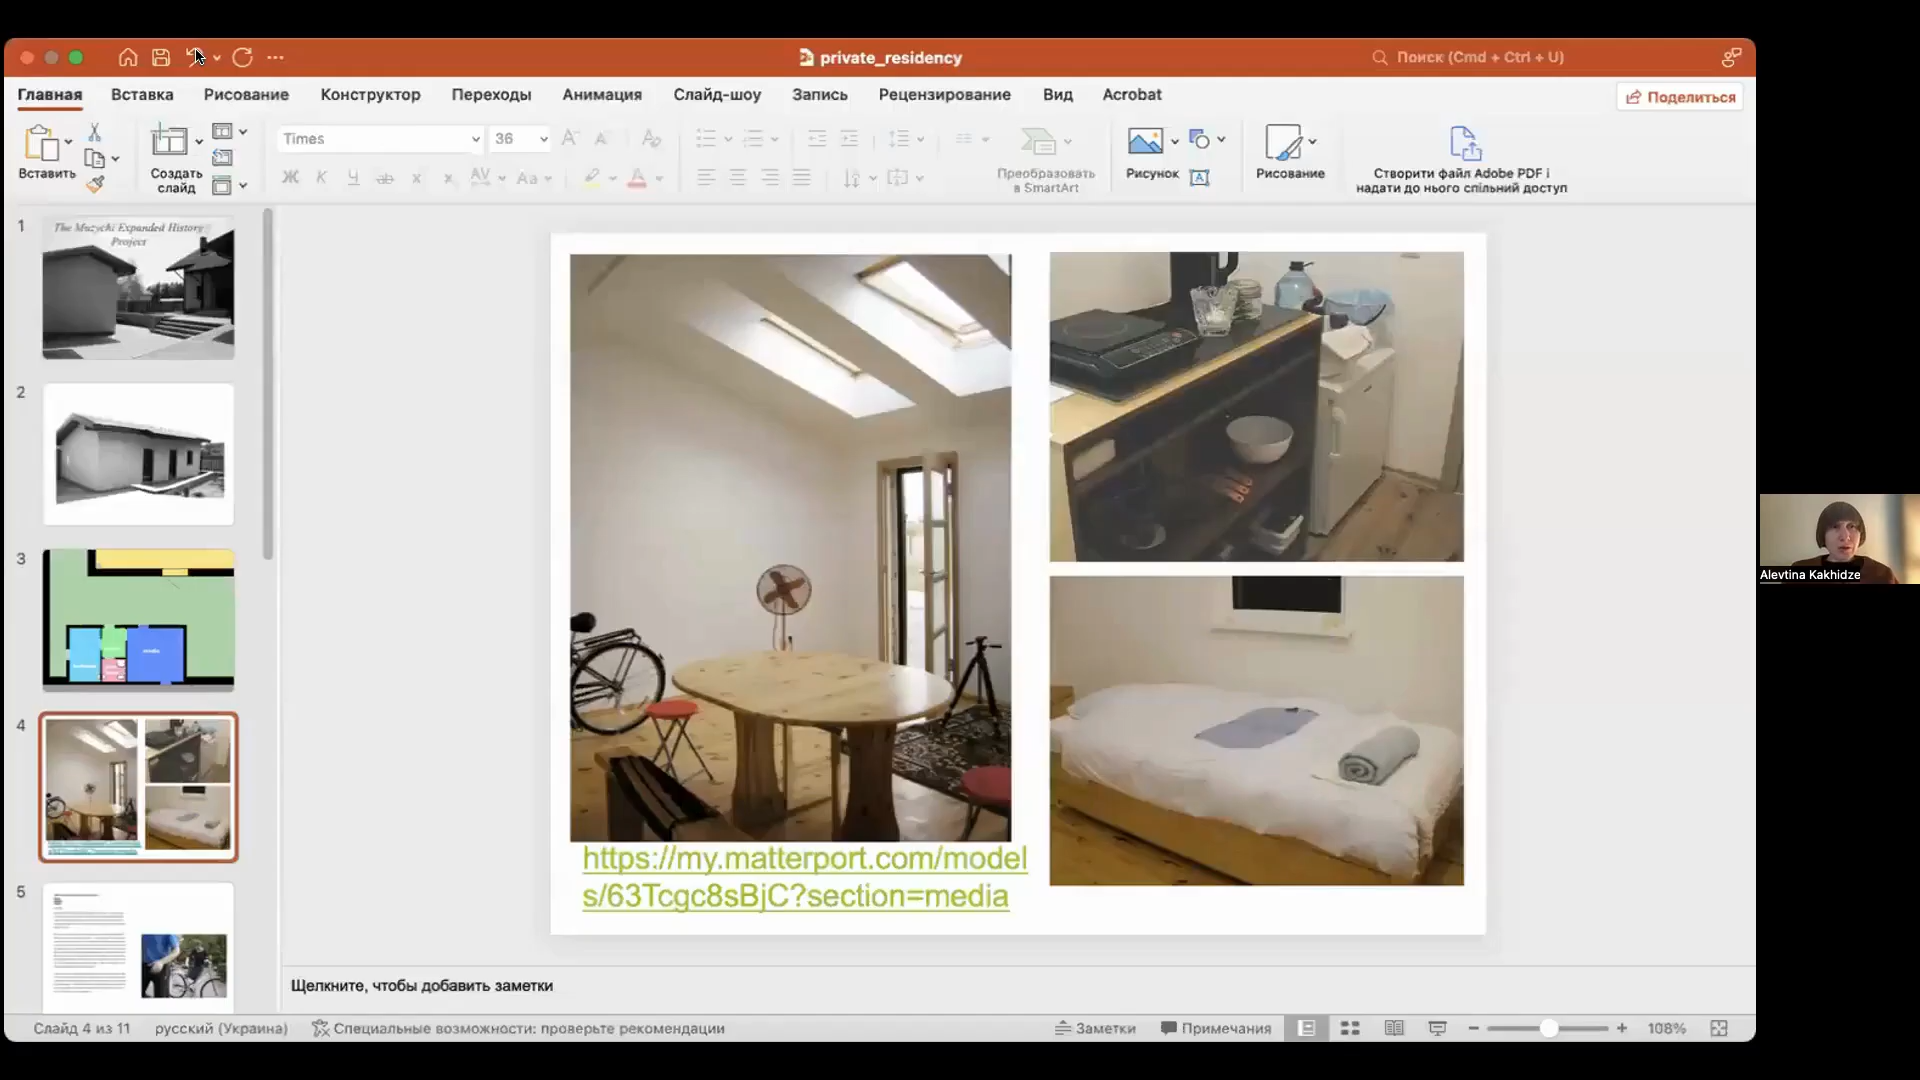 private_residency
Поиск (Cmd + Ctrl + U)
Главная Вставка Рисование Конструктор Переходы Анимация Слайд-шоу Запись Рецензирование Вид Acrobat
Поделиться
Times 36
Вставить
Создать
слайд
Ж К Ч ab x x AV Aa A
Преобразовать
в SmartArt
Рисунок
Рисование
Створити файл Adobe PDF і
надати до нього спільний доступ
1
The Muzychi Expanded History
Project
2
3
4
5
https://my.matterport.com/model
s/63Tcgc8sBjC?section=media
Alevtina Kakhidze
Щелкните, чтобы добавить заметки
Слайд 4 из 11 русский (Украина) Специальные возможности: проверьте рекомендации Заметки Примечания 108%